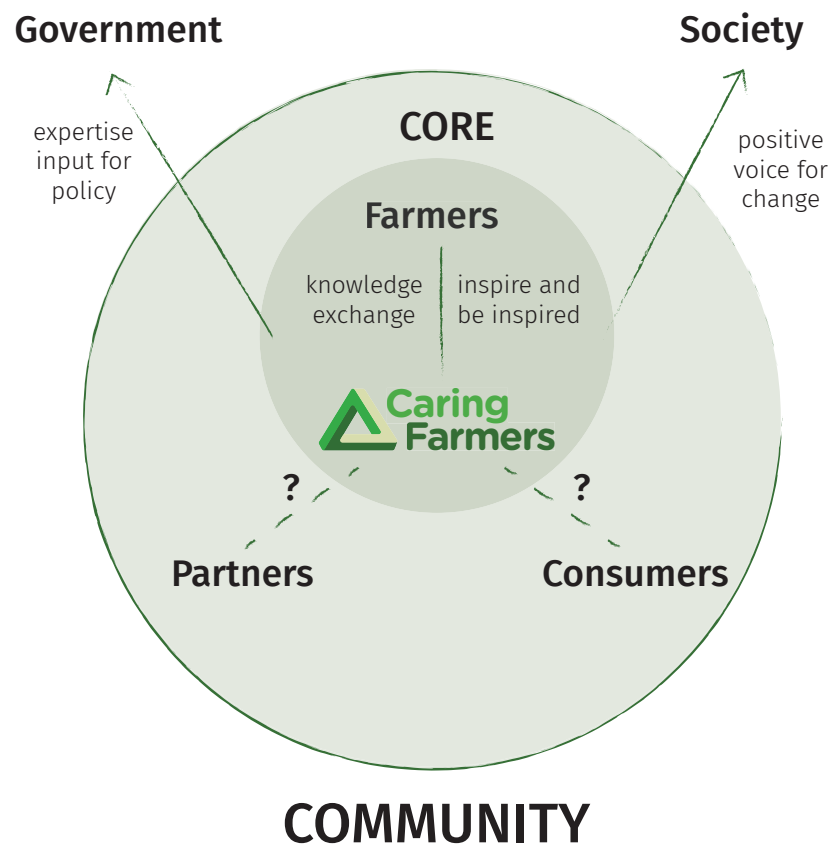 Government
Society
expertise
input for
policy
positive
voice for
change
CORE
Farmers
knowledge
exchange
inspire and
be inspired
Caring
Farmers
?
?
Partners
Consumers
COMMUNITY